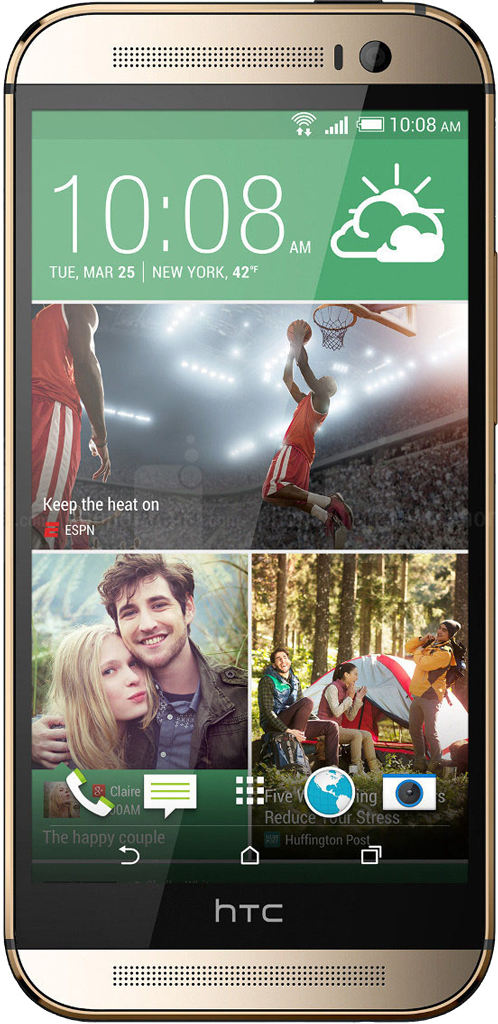 10:08 AM
10:08 AM
TUE, MAR 25 | NEW YORK, 42°F
Keep the heat on
ESPN
Claire
The happy couple
Five
Reduce Your Stress
Huffington Post
hTC